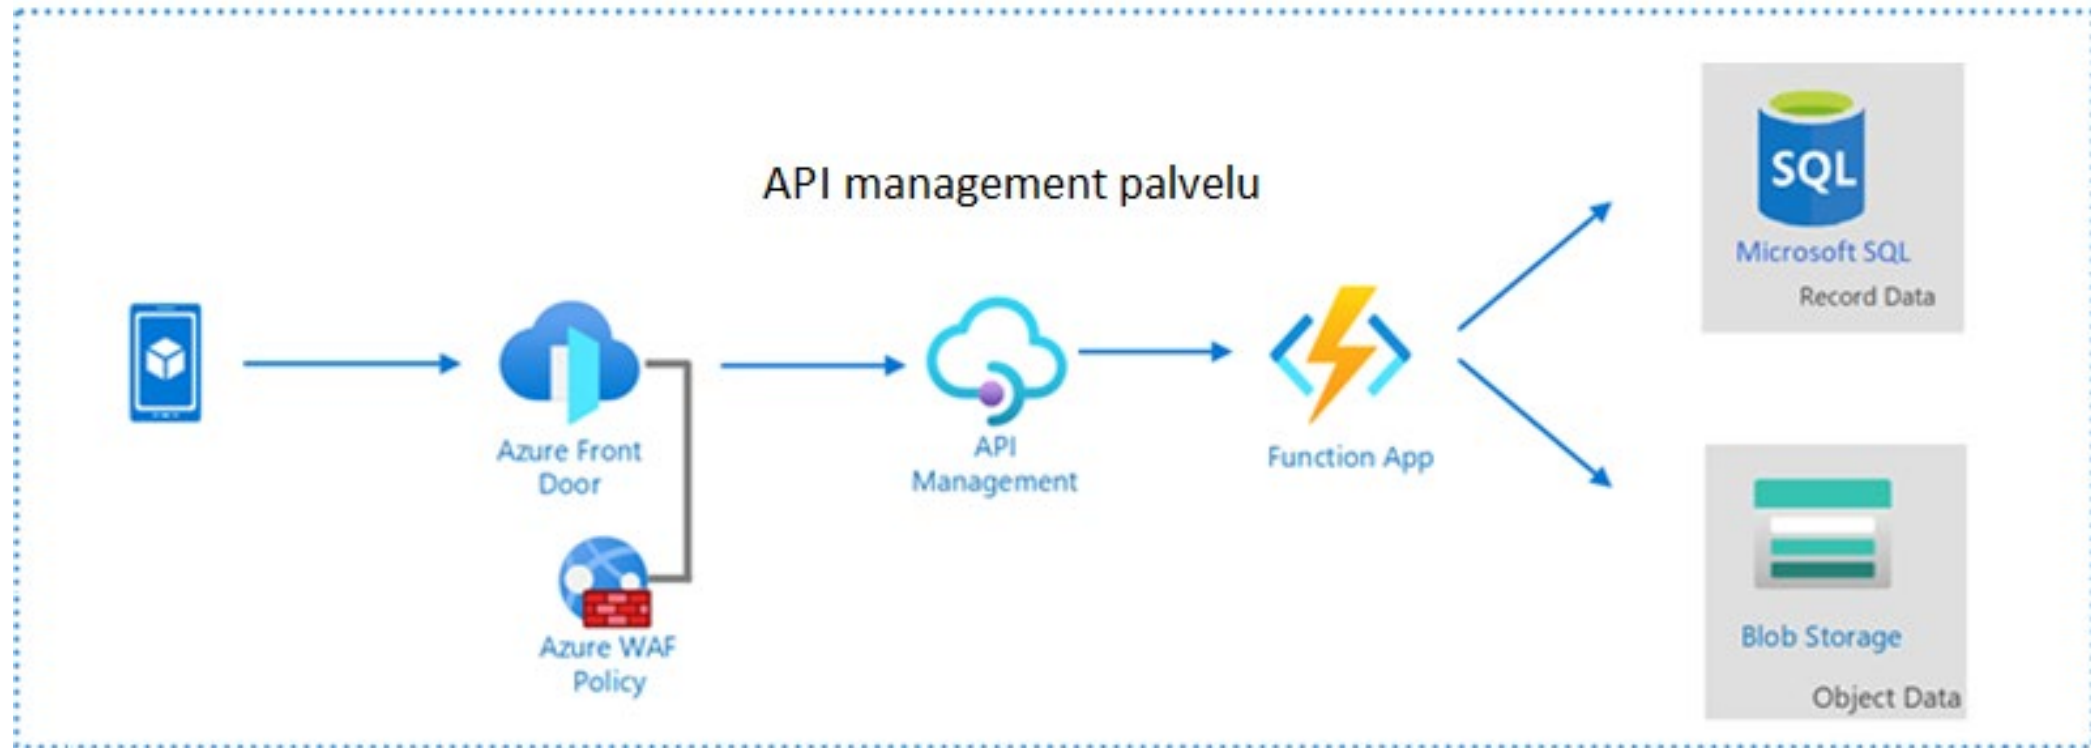 API management palvelu
Azure Front
Door
Azure WAF
Policy
API
Management
Function App
SQL
Microsoft SQL
Record Data
Blob Storage
Object Data